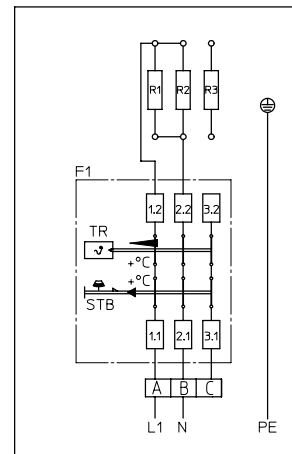 R1 R2 R3
F1
1.2 2.2 3.2
TR
+°C
+°C
STB
1.1 2.1 3.1
A B C
L1 N PE